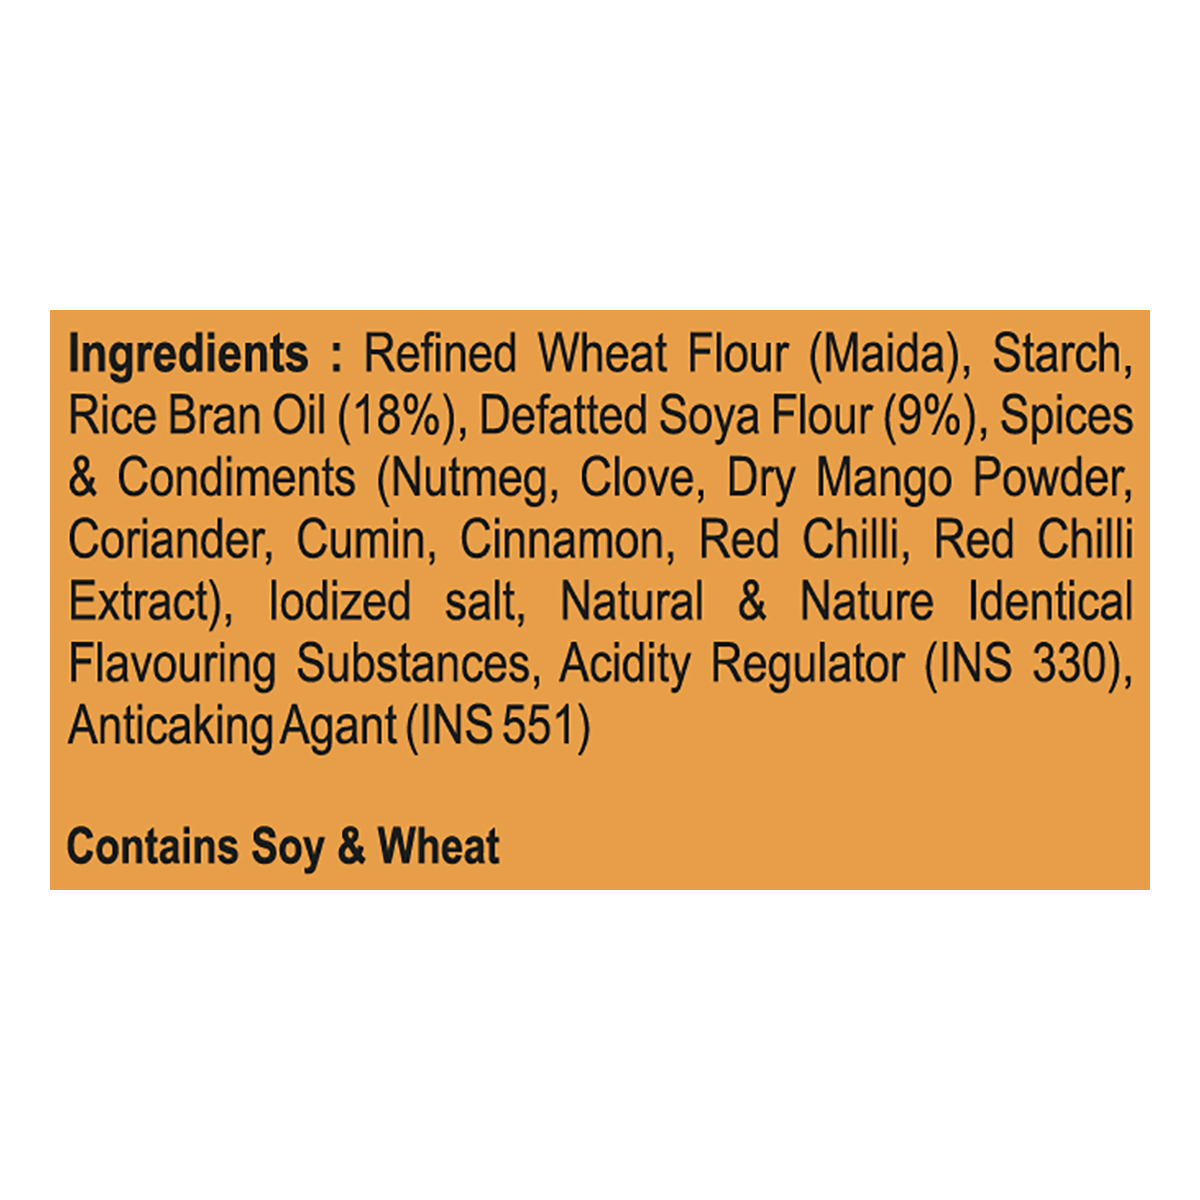 Ingredients : Refined Wheat Flour (Maida), Starch,
Rice Bran Oil (18%), Defatted Soya Flour (9%), Spices
& Condiments (Nutmeg, Clove, Dry Mango Powder,
Coriander, Cumin, Cinnamon, Red Chilli, Red Chilli
Extract), Iodized salt, Natural & Nature Identical
Flavouring Substances, Acidity Regulator (INS 330),
Anticaking Agant (INS 551)
Contains Soy & Wheat